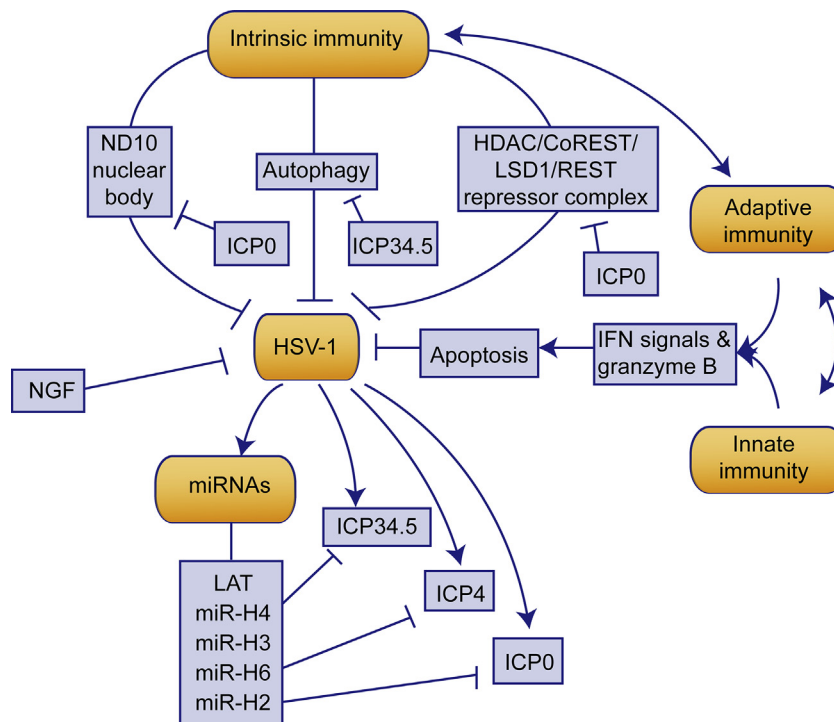 Intrinsic immunity
ND10
nuclear
body
Autophagy
HDAC/CoREST/
LSD1/REST
repressor complex
Adaptive
immunity
ICP0
ICP34.5
ICP0
HSV-1
Apoptosis
IFN signals &
granzyme B
NGF
Innate
immunity
miRNAs
ICP34.5
LAT
miR-H4
miR-H3
miR-H6
miR-H2
ICP4
ICP0